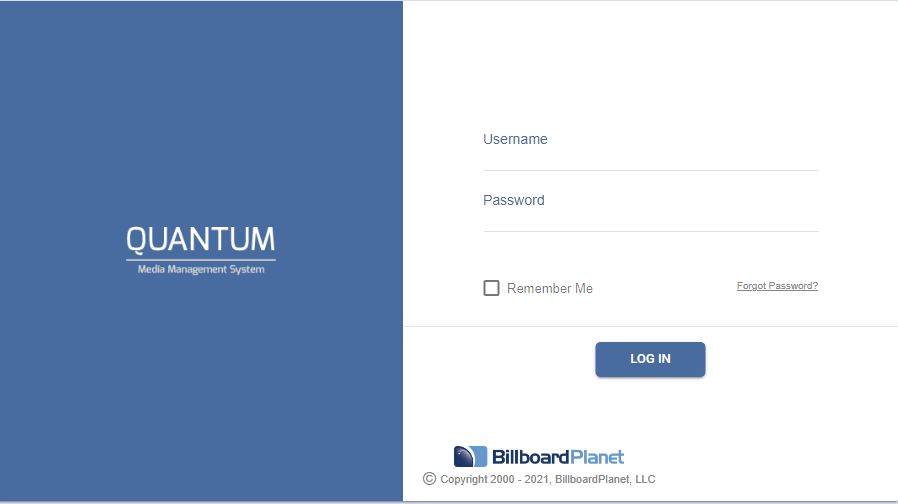 QUANTUM
Media Management System
Username
Password
Remember Me
Forgot Password?
LOG IN
BillboardPlanet
© Copyright 2000 - 2021, BillboardPlanet, LLC